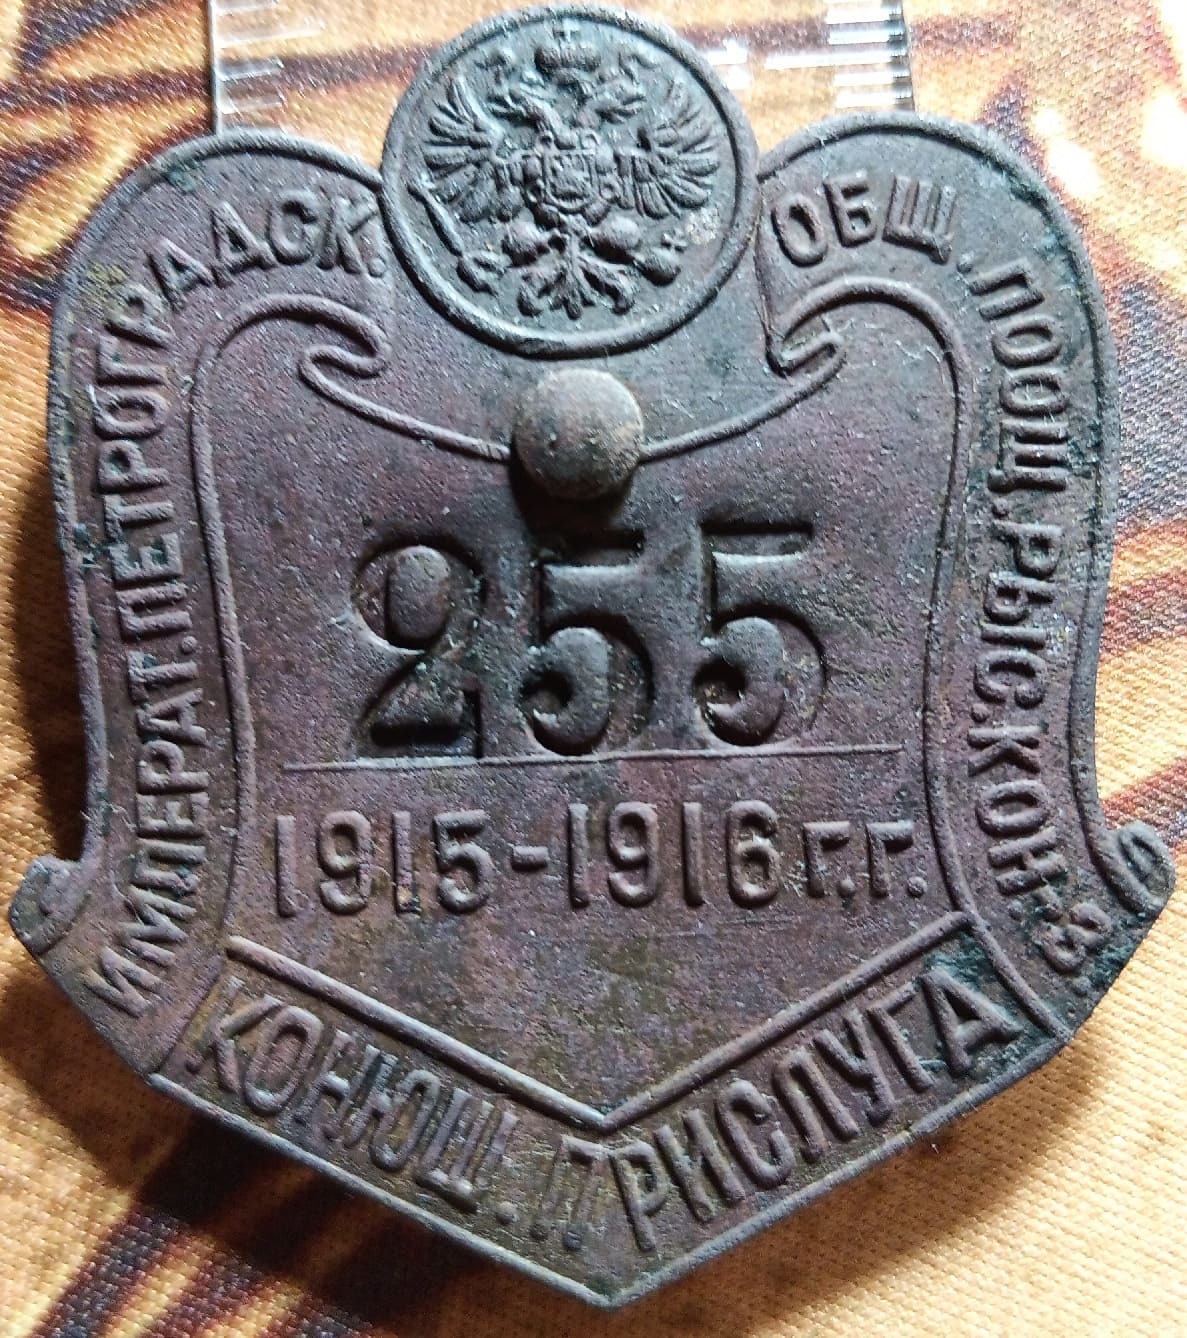 ИМПЕРАТ.ПЕТРОГРАДСК. ОБЩ.ПООЩ.РЫС.КОН-З
255
1915-1916 г.г.
КОНЮШ. ПРИСЛУГА